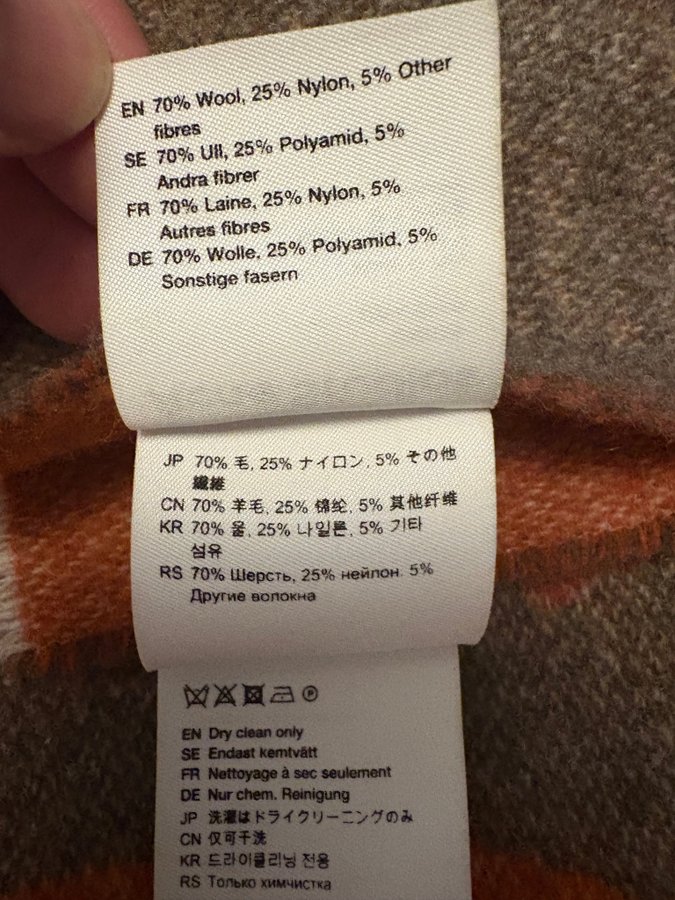 EN 70% Wool, 25% Nylon, 5% Other
fibres
SE 70% Ull, 25% Polyamid, 5%
Andra fibrer
FR 70% Laine, 25% Nylon, 5%
Autres fibres
DE 70% Wolle, 25% Polyamid, 5%
Sonstige fasern
JP 70% 毛, 25% ナイロン, 5% その他
繊維
CN 70% 羊毛, 25% 锦纶, 5% 其他纤维
KR 70% 울, 25% 나일론, 5% 기타
섬유
RS 70% Шерсть, 25% нейлон. 5%
Другие волокна
P
EN Dry clean only
SE Endast kemtvätt
FR Nettoyage à sec seulement
DE Nur chem. Reinigung
JP 洗濯はドライクリーニングのみ
CN 仅可干洗
KR 드라이클리닝 전용
RS Только химчистка